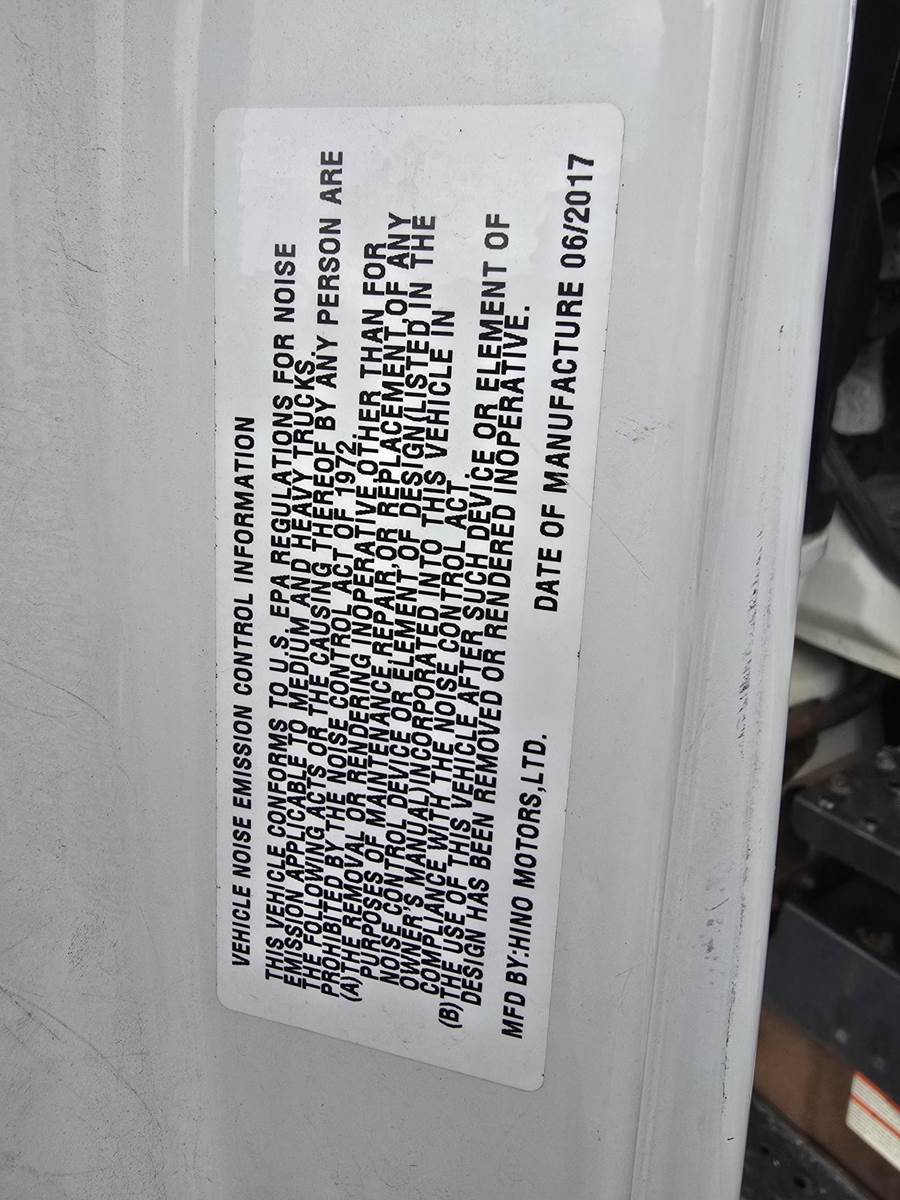 VEHICLE NOISE EMISSION CONTROL INFORMATION
THIS VEHICLE CONFORMS TO U.S. EPA REGULATIONS FOR NOISE
EMISSION APPLICABLE TO MEDIUM AND HEAVY TRUCKS.
THE FOLLOWING ACTS OR THE CAUSING THEREOF BY ANY PERSON ARE
PROHIBITED BY THE NOISE CONTROL ACT OF 1972.
(A)THE REMOVAL OR RENDERING INOPERATIVE OTHER THAN FOR
PURPOSES OF MAINTENANCE REPAIR,OR REPLACEMENT,OF ANY
NOISE CONTROL DEVICE OR ELEMENT OF DESIGN(LISTED IN THE
OWNER'S MANUAL)INCORPORATED INTO THIS VEHICLE IN
COMPLIANCE WITH THE NOISE CONTROL ACT.
(B)THE USE OF THIS VEHICLE AFTER SUCH DEVICE OR ELEMENT OF
DESIGN HAS BEEN REMOVED OR RENDERED INOPERATIVE.
MFD BY:HINO MOTORS,LTD. DATE OF MANUFACTURE 06/2017